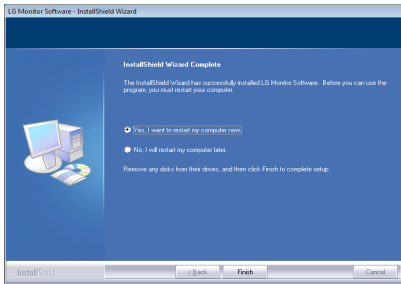 LG Monitor Software - InstallShield Wizard
InstallShield Wizard Complete
The InstallShield Wizard has successfully installed LG Monitor Software. Before you can use the
program, you must restart your computer.
Yes, I want to restart my computer now.
No, I will restart my computer later.
Remove any disks from their drives, and then click Finish to complete setup.
InstallShield
< Back Finish Cancel